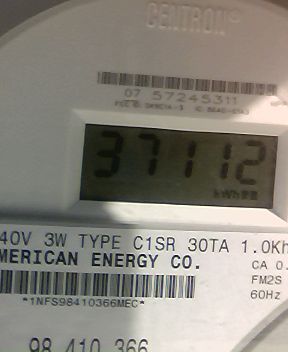 CENTRON®
07 57245311
37112
kWh
40V 3W TYPE C1SR 30TA 1.0Kh
MERICAN ENERGY CO.
CA 0.
FM2S
60Hz
*1NFS98410366MEC*
98 410 366